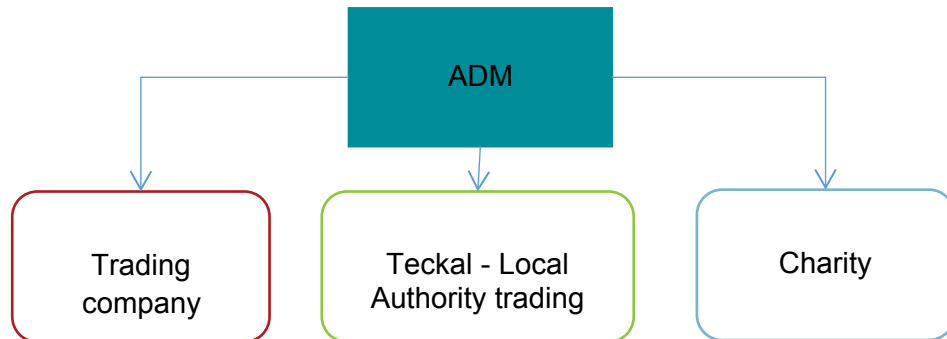 ADM
Trading
company
Teckal - Local
Authority trading
Charity